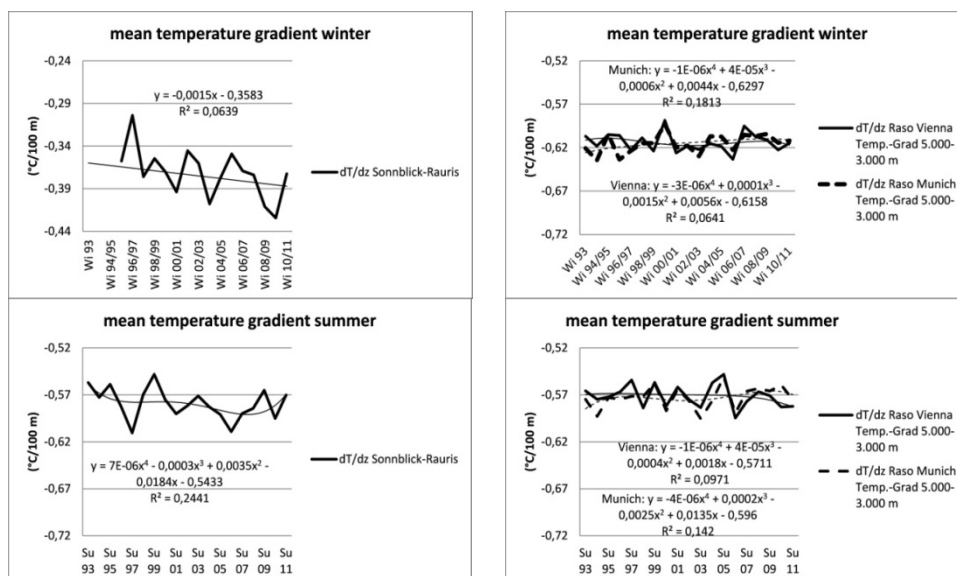 mean temperature gradient winter
-0,24
-0,29
-0,34
-0,39
-0,44
(°C/100 m)
y = -0,0015x - 0,3583
R² = 0,0639
dT/dz Sonnblick-Rauris
Wi 93
Wi 94/95
Wi 96/97
Wi 98/99
Wi 00/01
Wi 02/03
Wi 04/05
Wi 06/07
Wi 08/09
Wi 10/11
mean temperature gradient winter
-0,52
-0,57
-0,62
-0,67
-0,72
(°C/100 m)
Munich: y = -1E-06x⁴ + 4E-05x³ -
0,0006x² + 0,0044x - 0,6297
R² = 0,1813
Vienna: y = -3E-06x⁴ + 0,0001x³ -
0,0015x² + 0,0056x - 0,6158
R² = 0,0641
dT/dz Raso Vienna
Temp.-Grad 5.000-
3.000 m
dT/dz Raso Munich
Temp.-Grad 5.000-
3.000 m
Wi 93
Wi 94/95
Wi 96/97
Wi 98/99
Wi 00/01
Wi 02/03
Wi 04/05
Wi 06/07
Wi 08/09
Wi 10/11
mean temperature gradient summer
-0,52
-0,57
-0,62
-0,67
-0,72
(°C/100 m)
y = 7E-06x⁴ - 0,0003x³ + 0,0035x² -
0,0184x - 0,5433
R² = 0,2441
dT/dz Sonnblick-Rauris
Su Su Su Su Su Su Su Su Su Su
93 95 97 99 01 03 05 07 09 11
mean temperature gradient summer
-0,52
-0,57
-0,62
-0,67
-0,72
(°C/100 m)
Vienna: y = -1E-06x⁴ + 4E-05x³ -
0,0004x² + 0,0018x - 0,5711
R² = 0,0971
Munich: y = -4E-06x⁴ + 0,0002x³ -
0,0025x² + 0,0135x - 0,596
R² = 0,142
dT/dz Raso Vienna
Temp.-Grad 5.000-
3.000 m
dT/dz Raso Munich
Temp.-Grad 5.000-
3.000 m
Su Su Su Su Su Su Su Su Su Su
93 95 97 99 01 03 05 07 09 11